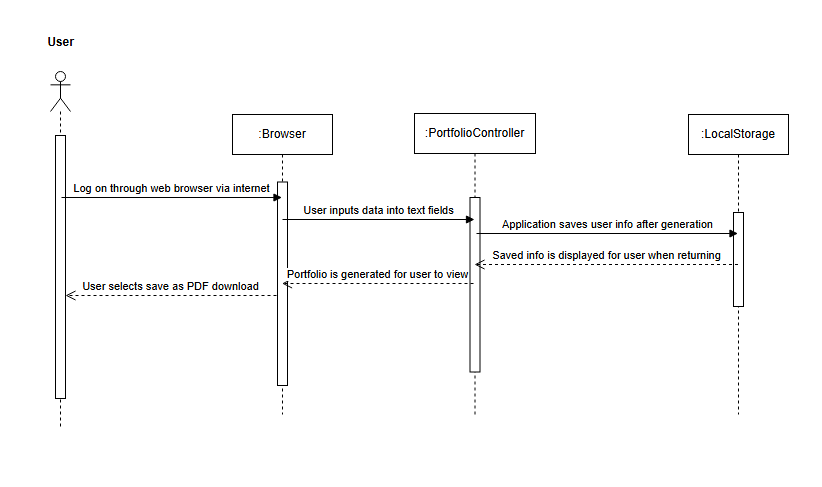 User
:Browser
:PortfolioController
:LocalStorage
Log on through web browser via internet
User inputs data into text fields
Application saves user info after generation
Saved info is displayed for user when returning
Portfolio is generated for user to view
User selects save as PDF download